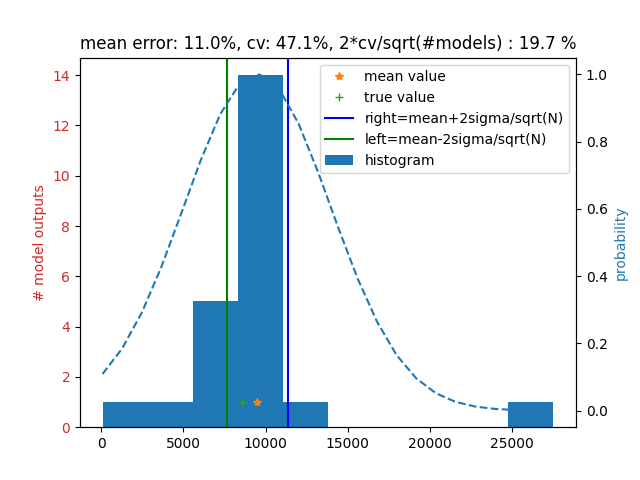 mean error: 11.0%, cv: 47.1%, 2*cv/sqrt(#models) : 19.7 %
mean value
true value
right=mean+2sigma/sqrt(N)
left=mean-2sigma/sqrt(N)
histogram
# model outputs
14
12
10
8
6
4
2
0
0
5000
10000
15000
20000
25000
1.0
0.8
0.6
0.4
0.2
0.0
probability